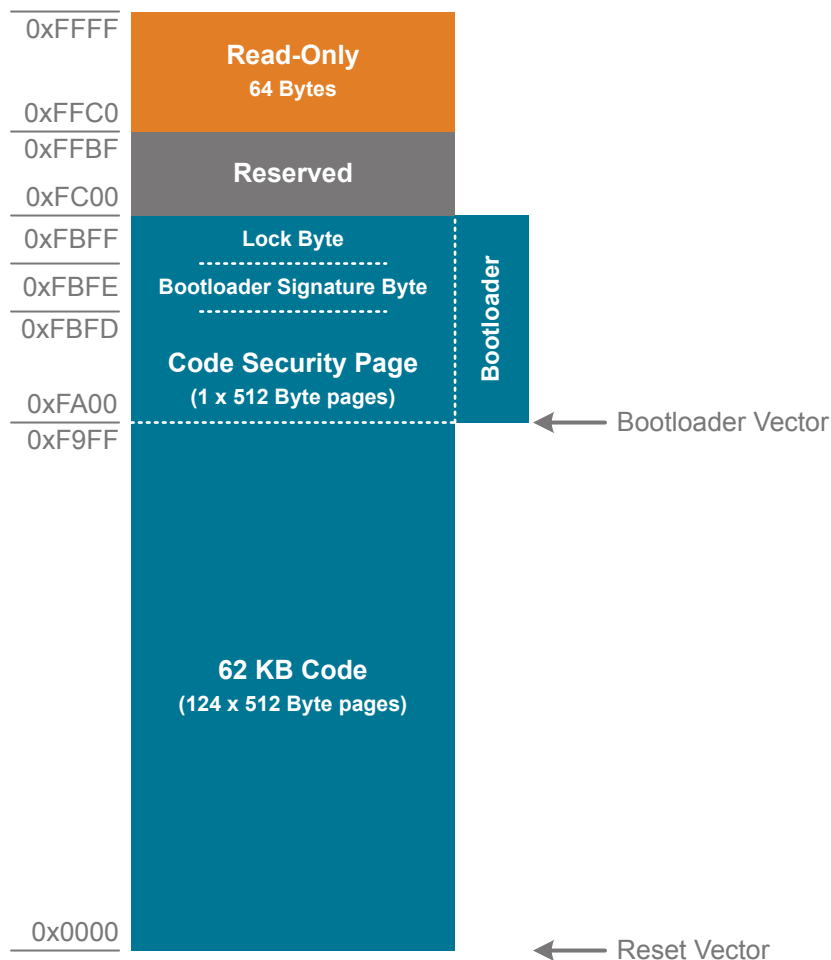 0xFFFF
Read-Only
64 Bytes
0xFFC0
0xFFBF
Reserved
0xFC00
0xFBFF
Lock Byte
0xFBFE
Bootloader Signature Byte
0xFBFD
Code Security Page
(1 x 512 Byte pages)
Bootloader
0xFA00
Bootloader Vector
0xF9FF
62 KB Code
(124 x 512 Byte pages)
0x0000
Reset Vector